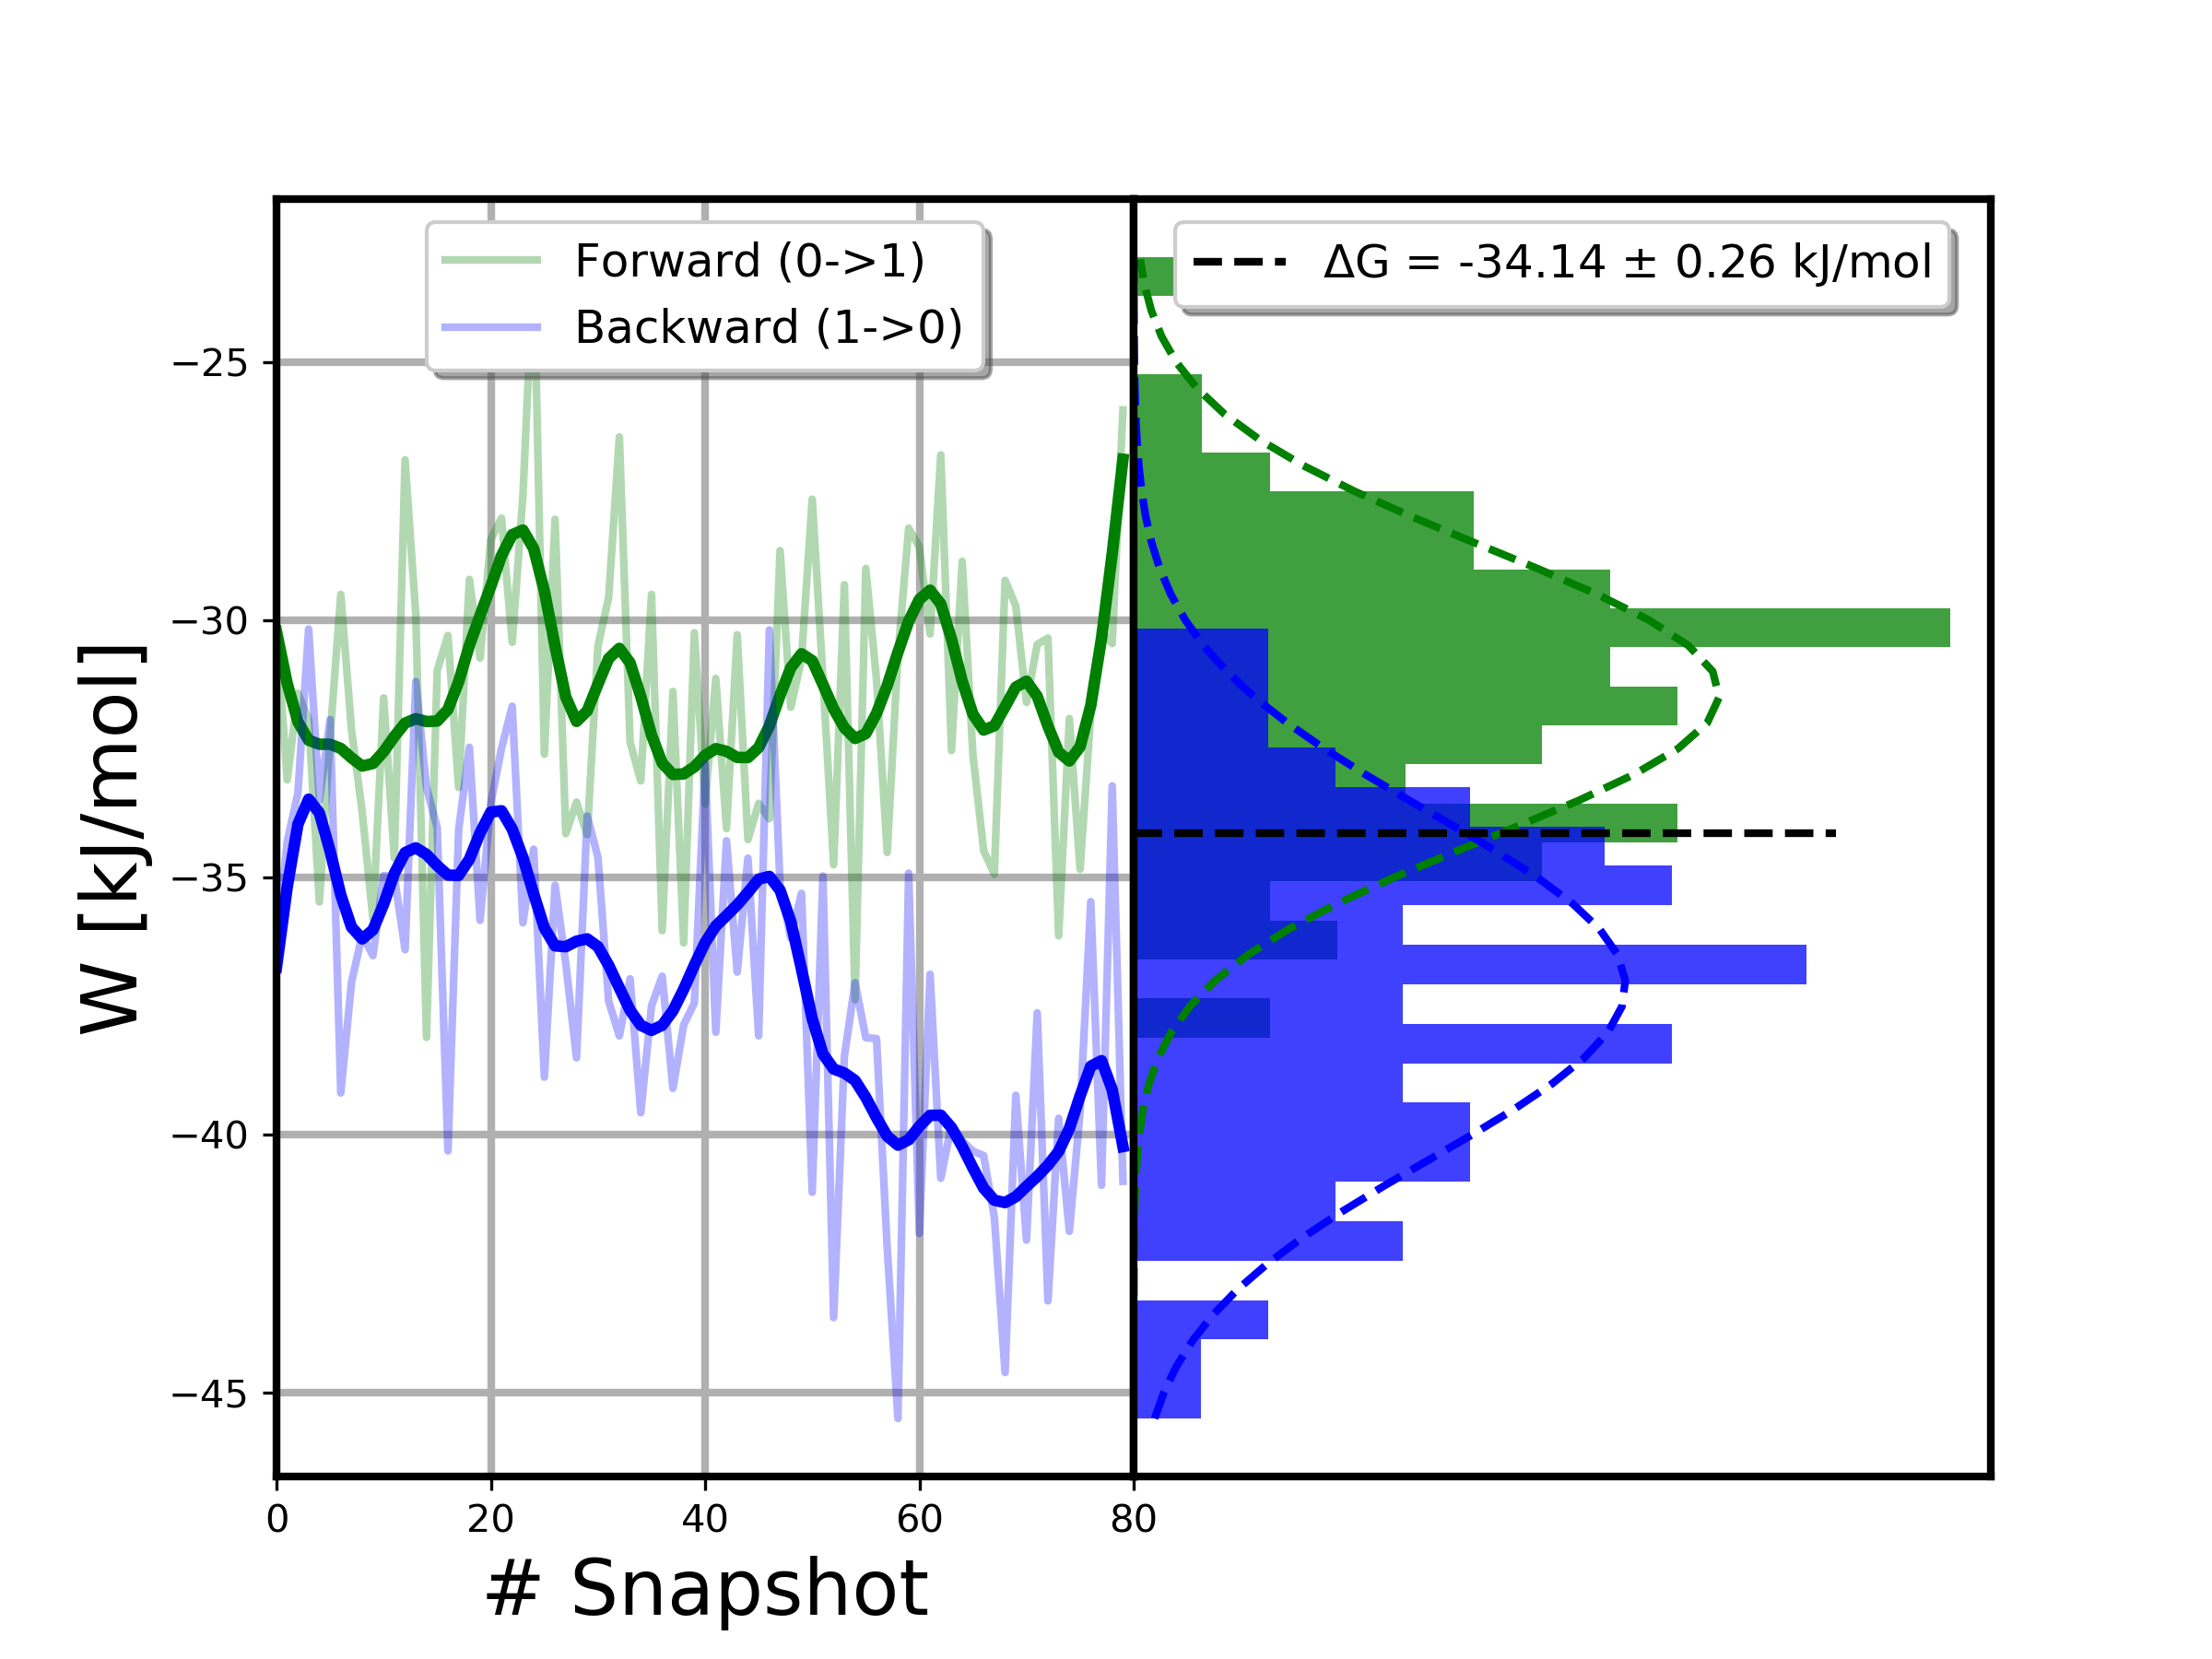 Forward (0->1)
Backward (1->0)
ΔG = -34.14 ± 0.26 kJ/mol
−25
−30
−35
−40
−45
W [kJ/mol]
0 20 40 60 80
# Snapshot